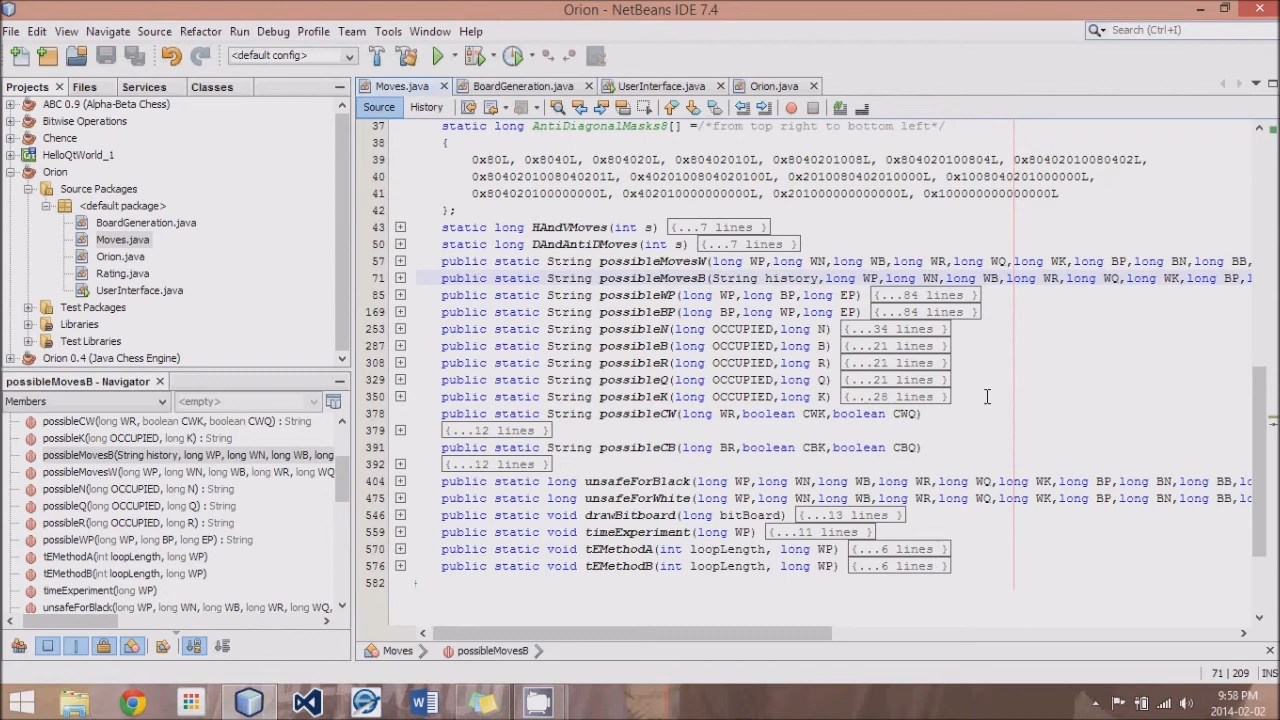 Orion - NetBeans IDE 7.4
File Edit View Navigate Source Refactor Run Debug Profile Team Tools Window Help
Search (Ctrl+I)
<default config>
Projects Files Services Classes
Moves.java BoardGeneration.java UserInterface.java Orion.java
Source History
ABC 0.9 (Alpha-Beta Chess)
Bitwise Operations
Chence
HelloQtWorld_1
Orion
Source Packages
<default package>
BoardGeneration.java
Moves.java
Orion.java
Rating.java
UserInterface.java
Test Packages
Libraries
Test Libraries
Orion 0.4 (Java Chess Engine)
possibleMovesB - Navigator
Members <empty>
possibleCW(long WR, boolean CWK, boolean CWQ) : String
possibleK(long OCCUPIED, long K) : String
possibleMovesB(String history, long WP, long WN, long WB, long
possibleMovesW(long WP, long WN, long WB, long WR, long WQ
possibleN(long OCCUPIED, long N) : String
possibleQ(long OCCUPIED, long Q) : String
possibleR(long OCCUPIED, long R) : String
possibleWP(long WP, long BP, long EP) : String
tEMethodA(int loopLength, long WP)
tEMethodB(int loopLength, long WP)
timeExperiment(long WP)
unsafeForBlack(long WP, long WN, long WB, long WR, long WQ,
37 static long AntiDiagonalMasks8[] =/*from top right to bottom left*/
38 {
39 0x80L, 0x8040L, 0x804020L, 0x80402010L, 0x8040201008L, 0x804020100804L, 0x80402010080402L,
40 0x8040201008040201L, 0x4020100804020100L, 0x2010080402010000L, 0x1008040201000000L,
41 0x804020100000000L, 0x402010000000000L, 0x201000000000000L, 0x100000000000000L
42 };
43 static long HAndVMoves(int s) {...7 lines }
50 static long DAndAntiDMoves(int s) {...7 lines }
57 public static String possibleMovesW(long WP,long WN,long WB,long WR,long WQ,long WK,long BP,long BN,long BB,
71 public static String possibleMovesB(String history,long WP,long WN,long WB,long WR,long WQ,long WK,long BP,l
85 public static String possibleWP(long WP,long BP,long EP) {...84 lines }
169 public static String possibleBP(long BP,long WP,long EP) {...84 lines }
253 public static String possibleN(long OCCUPIED,long N) {...34 lines }
287 public static String possibleB(long OCCUPIED,long B) {...21 lines }
308 public static String possibleR(long OCCUPIED,long R) {...21 lines }
329 public static String possibleQ(long OCCUPIED,long Q) {...21 lines }
350 public static String possibleK(long OCCUPIED,long K) {...28 lines }
378 public static String possibleCW(long WR,boolean CWK,boolean CWQ)
379 {...12 lines }
391 public static String possibleCB(long BR,boolean CBK,boolean CBQ)
392 {...12 lines }
404 public static long unsafeForBlack(long WP,long WN,long WB,long WR,long WQ,long WK,long BP,long BN,long BB,lo
475 public static long unsafeForWhite(long WP,long WN,long WB,long WR,long WQ,long WK,long BP,long BN,long BB,lo
546 public static void drawBitboard(long bitBoard) {...13 lines }
559 public static void timeExperiment(long WP) {...11 lines }
570 public static void tEMethodA(int loopLength, long WP) {...6 lines }
576 public static void tEMethodB(int loopLength, long WP) {...6 lines }
582 }
Moves possibleMovesB
71 | 209 INS
9:58 PM
2014-02-02